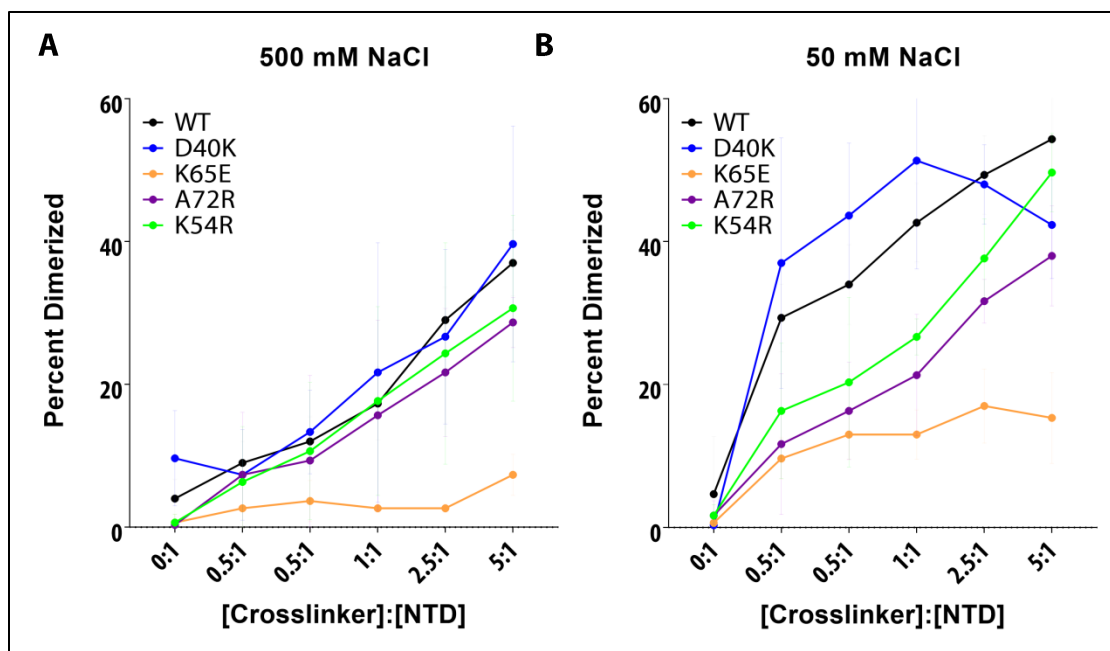 A
500 mM NaCl
60
40
20
0
Percent Dimerized
WT
D40K
K65E
A72R
K54R
0:1
0.5:1
0.5:1
1:1
2.5:1
5:1
[Crosslinker]:[NTD]
B
50 mM NaCl
60
40
20
0
Percent Dimerized
WT
D40K
K65E
A72R
K54R
0:1
0.5:1
0.5:1
1:1
2.5:1
5:1
[Crosslinker]:[NTD]